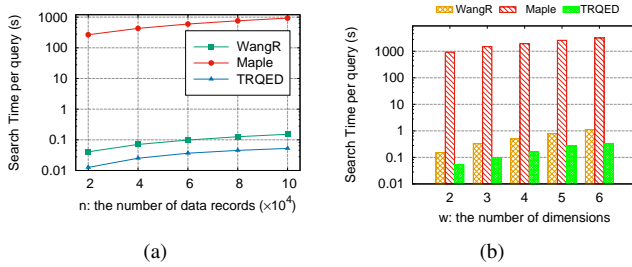 Search Time per query (s)
1000
100
10
1
0.1
0.01
WangR
Maple
TRQED
2 4 6 8 10
n: the number of data records (×10⁴)
(a)
WangR Maple TRQED
Search Time per query (s)
1000
100
10
1
0.1
0.01
2 3 4 5 6
w: the number of dimensions
(b)